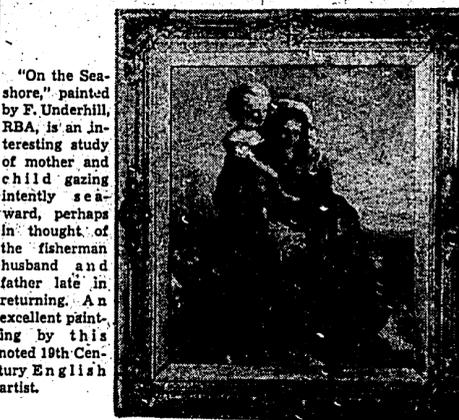 "On the Sea-
shore," painted
by F. Underhill,
RBA, is an in-
teresting study
of mother and
child gazing
intently sea-
ward, perhaps
in thought of
the fisherman
husband and
father late in
returning. An
excellent paint-
ing by this
noted 19th Cen-
tury English
artist.